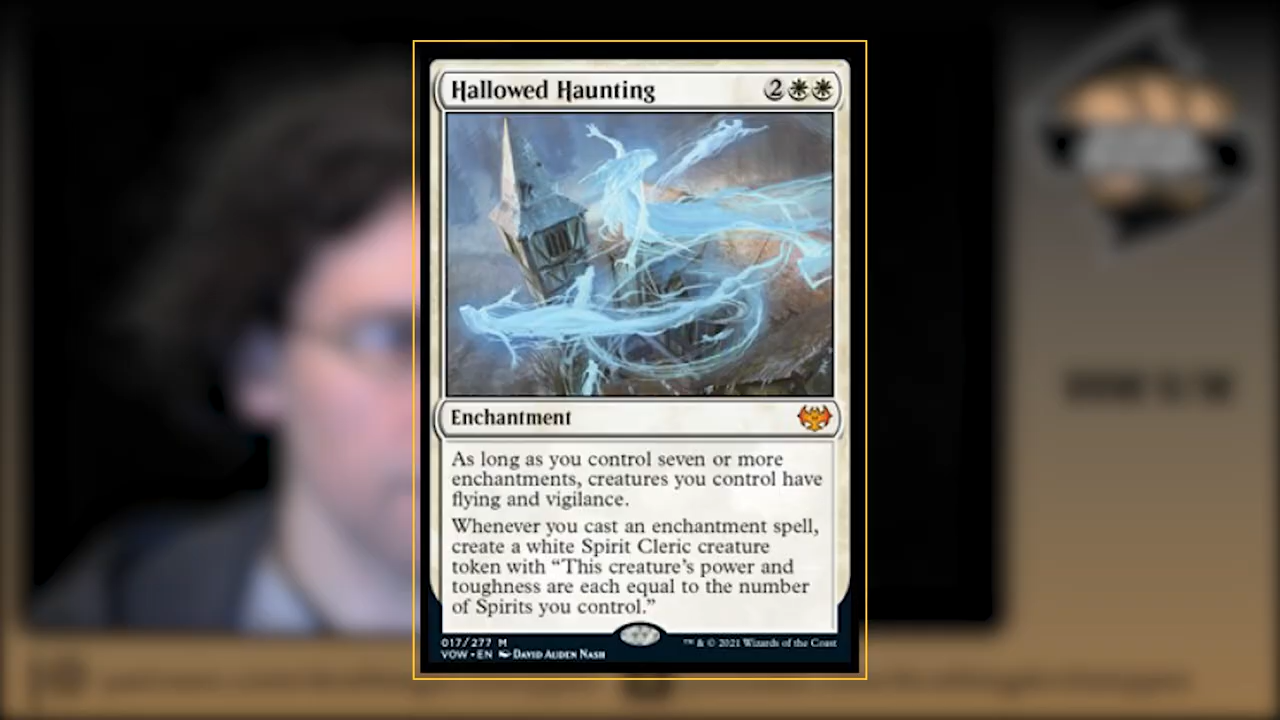 Hallowed Haunting 2
Enchantment
As long as you control seven or more
enchantments, creatures you control have
flying and vigilance.
Whenever you cast an enchantment spell,
create a white Spirit Cleric creature
token with “This creature’s power and
toughness are each equal to the number
of Spirits you control.”
017/277 M
VOW • EN David Auden Nash
™ & © 2021 Wizards of the Coast